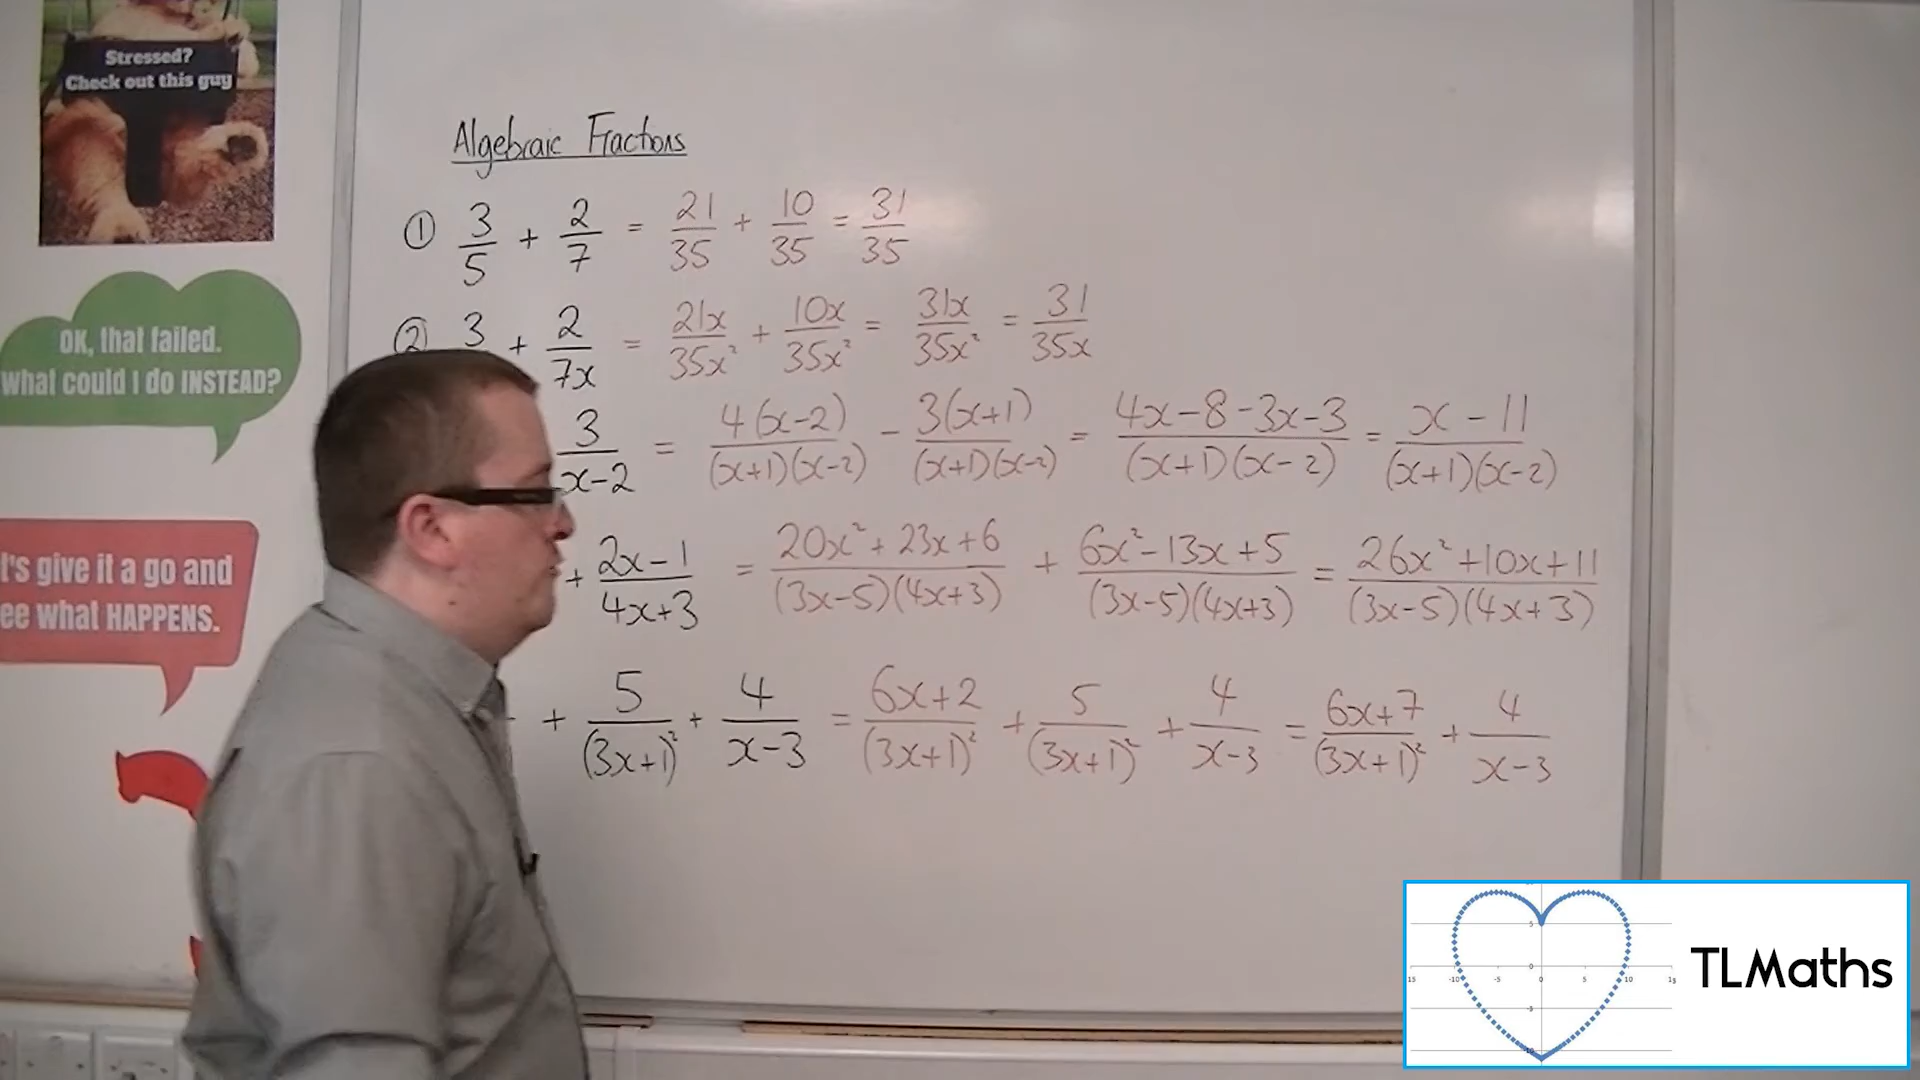 Stressed?
Check out this guy
OK, that failed.
what could I do INSTEAD?
t's give it a go and
ee what HAPPENS.
Algebraic Fractions
① 3/5 + 2/7 = 21/35 + 10/35 = 31/35
② 3 + 2/7x = 21x/35x² + 10x/35x² = 31x/35x² = 31/35x
3/x-2 = 4(x-2)/(x+1)(x-2) - 3(x+1)/(x+1)(x-2) = 4x-8-3x-3/(x+1)(x-2) = x-11/(x+1)(x-2)
+ 2x-1/4x+3 = 20x²+23x+6/(3x-5)(4x+3) + 6x²-13x+5/(3x-5)(4x+3) = 26x²+10x+11/(3x-5)(4x+3)
+ 5/(3x+1)² + 4/x-3 = 6x+2/(3x+1)² + 5/(3x+1)² + 4/x-3 = 6x+7/(3x+1)² + 4/x-3
TLMaths